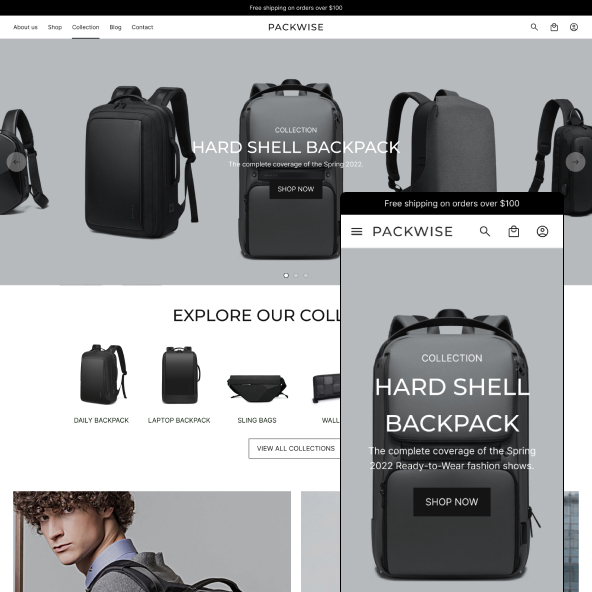 Free shipping on orders over $100
About us Shop Collection Blog Contact
PACKWISE
COLLECTION
HARD SHELL BACKPACK
The complete coverage of the Spring 2022.
SHOP NOW
EXPLORE OUR COLL
DAILY BACKPACK LAPTOP BACKPACK SLING BAGS WALL
VIEW ALL COLLECTIONS
Free shipping on orders over $100
PACKWISE
COLLECTION
HARD SHELL
BACKPACK
The complete coverage of the Spring
2022 Ready-to-Wear fashion shows.
SHOP NOW